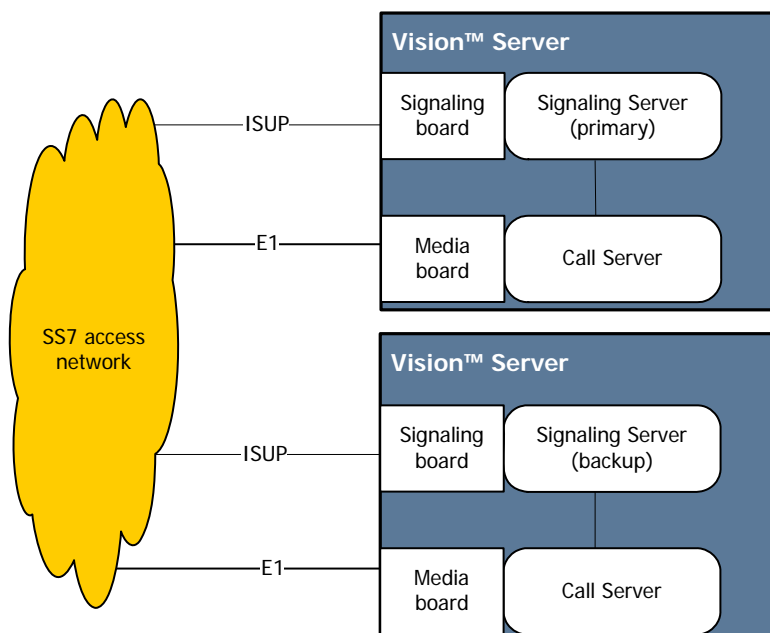 Vision™ Server
Signaling
board
Signaling Server
(primary)
ISUP
Media
board
Call Server
E1
SS7 access
network
Vision™ Server
Signaling
board
Signaling Server
(backup)
ISUP
Media
board
Call Server
E1